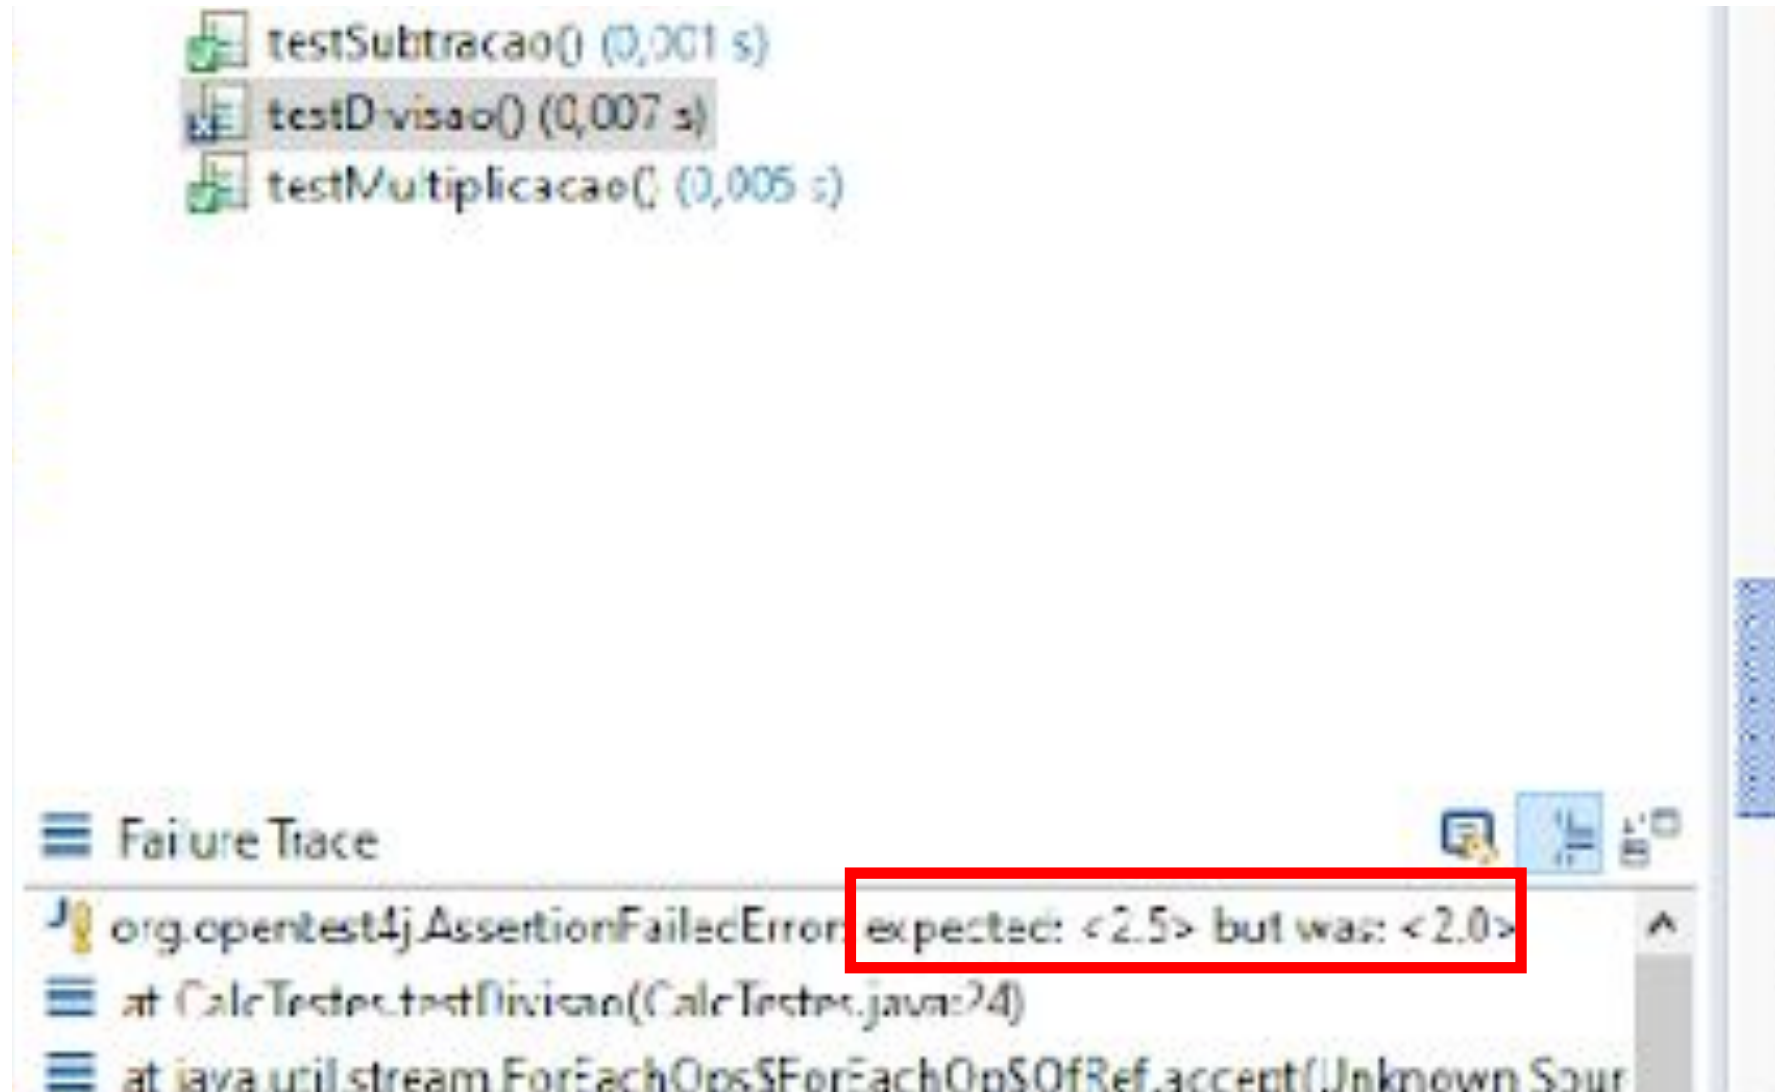 testSubtracao() (0,001 s)
testDivisao() (0,007 s)
testMultiplicacao() (0,005 s)
Failure Trace
org.opentest4j.AssertionFailedError: expected: <2.5> but was: <2.0>
at CalcTestes.testDivisao(CalcTestes.java:24)
at java.util.stream.ForEachOps$ForEachOp$OfRef.accept(Unknown Sour